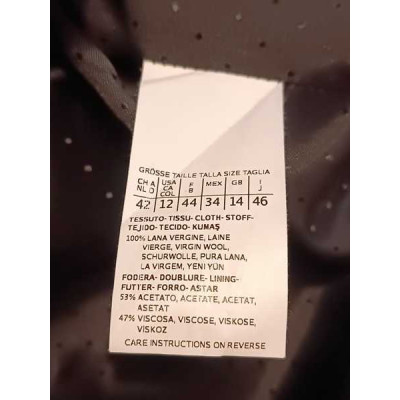 GRÖSSE TAILLE TALLA SIZE TAGLIA
CH A USA F MEX GB I
NL D CA COL B J
42 12 44 34 14 46
TESSUTO- TISSU- CLOTH- STOFF-
TEJIDO- TECIDO- KUMAŞ
100% LANA VERGINE, LAINE
VIERGE, VIRGIN WOOL,
SCHURWOLLE, PURA LANA,
LA VIRGEM, YENI YÜN
FODERA- DOUBLURE- LINING-
FUTTER- FORRO- ASTAR
53% ACETATO, ACETATE, ACETAT,
ASETAT
47% VISCOSA, VISCOSE, VISKOSE,
VISKOZ
CARE INSTRUCTIONS ON REVERSE